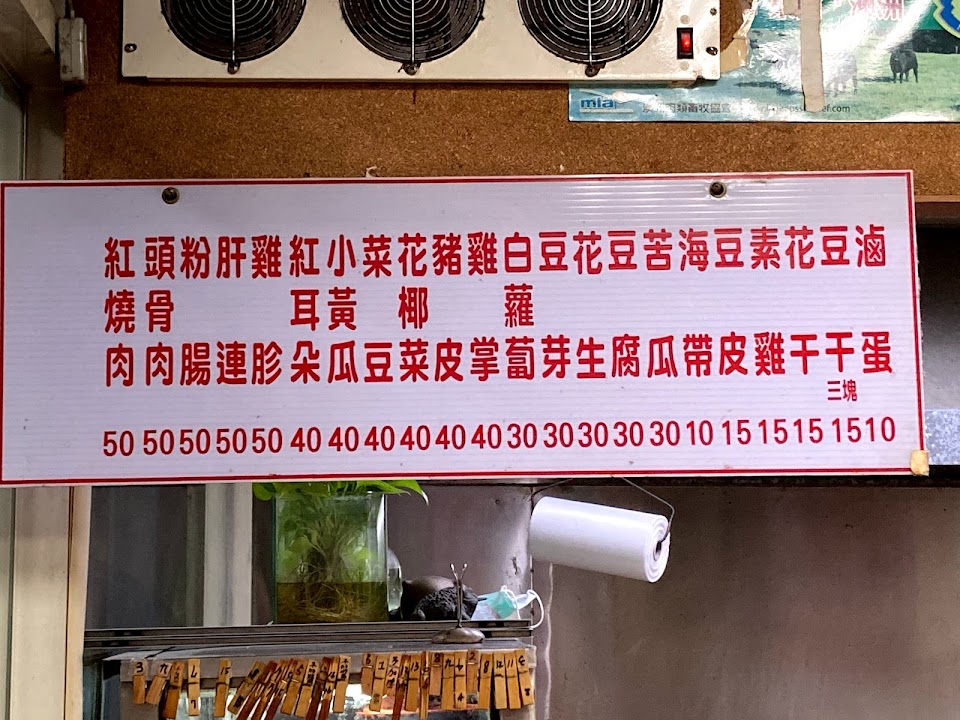 mla
紅燒肉 50
頭骨肉 50
粉腸 50
肝連 50
雞胗 50
紅耳朵 40
小黃瓜 40
菜豆 40
花椰菜 40
豬皮 40
雞掌 40
白蘿蔔 30
豆芽 30
花生 30
豆腐 30
苦瓜 30
海帶 10
豆皮 15
素雞 15
花干 15
豆干 三塊 15
滷蛋 10